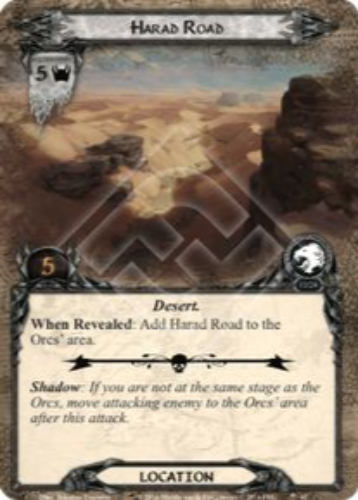 HARAD ROAD
5
5
Desert.
When Revealed: Add Harad Road to the
Orcs' area.
Shadow: If you are not at the same stage as the
Orcs, move attacking enemy to the Orcs' area
after this attack.
LOCATION